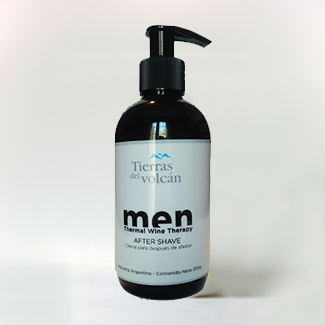 Tierras
del volcán
men
Thermal Wine Therapy
AFTER SHAVE
Crema para después de afeitar
Industria Argentina - Contenido Neto 250g